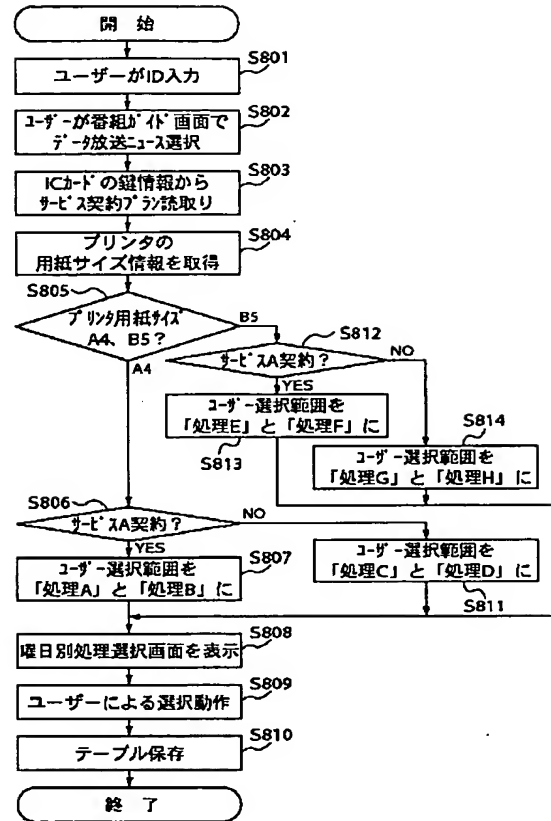 開 始
S801
ユーザーがID入力
S802
ユーザーが番組ガイド画面で
データ放送ニュース選択
S803
ICカードの鍵情報から
サービス契約プラン読取り
S804
プリンタの
用紙サイズ情報を取得
S805
プリンタ用紙サイズ
A4、B5?
B5
A4
S812
サービスA契約?
NO
YES
ユーザー選択範囲を
「処理E」と「処理F」に
S813
S814
ユーザー選択範囲を
「処理G」と「処理H」に
S806
サービスA契約?
NO
YES
S807
ユーザー選択範囲を
「処理A」と「処理B」に
ユーザー選択範囲を
「処理C」と「処理D」に
S811
S808
曜日別処理選択画面を表示
S809
ユーザーによる選択動作
S810
テーブル保存
終 了